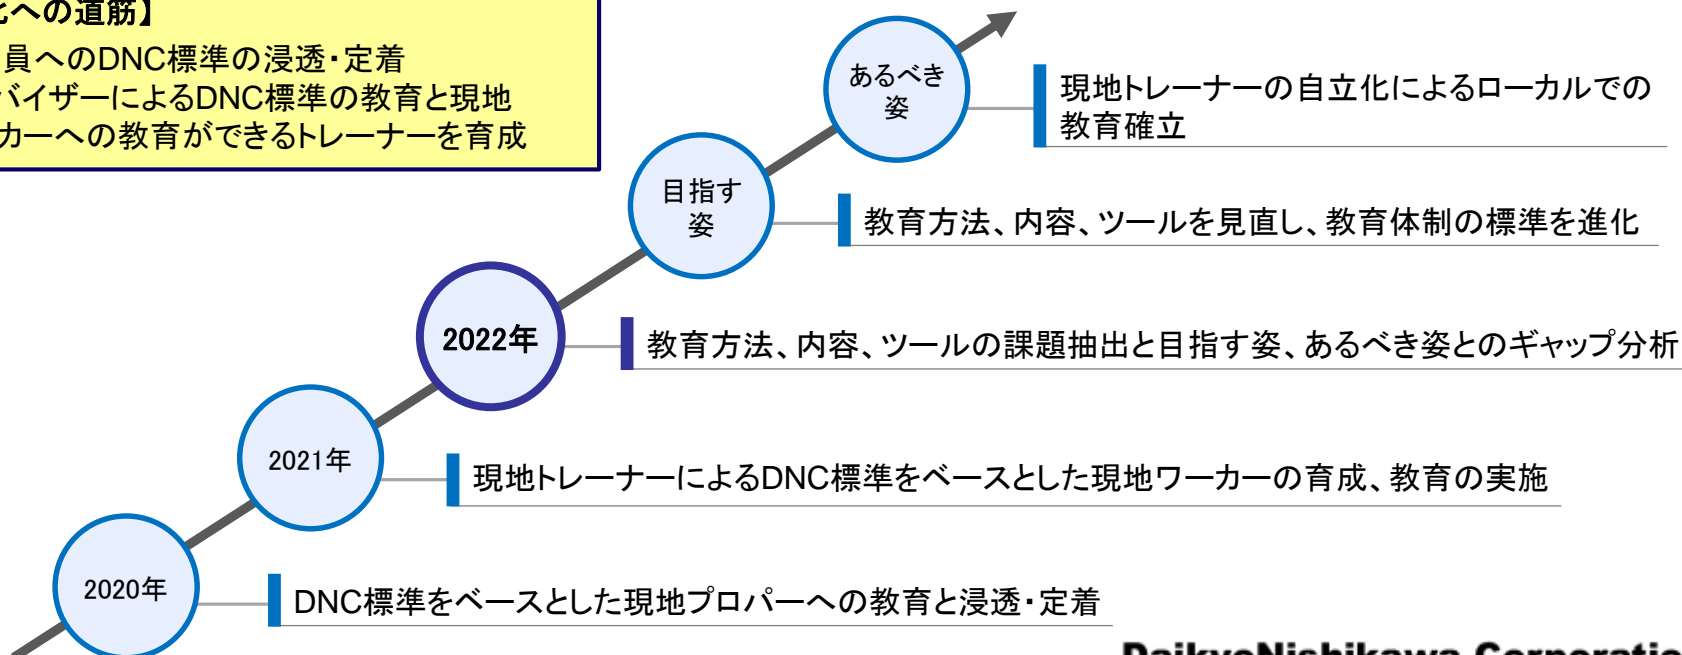 への道筋】
員へのDNC標準の浸透・定着
バイザーによるDNC標準の教育と現地
カーへの教育ができるトレーナーを育成
あるべき
姿
現地トレーナーの自立化によるローカルでの
教育確立
目指す
姿
教育方法、内容、ツールを見直し、教育体制の標準を進化
2022年
教育方法、内容、ツールの課題抽出と目指す姿、あるべき姿とのギャップ分析
2021年
現地トレーナーによるDNC標準をベースとした現地ワーカーの育成、教育の実施
2020年
DNC標準をベースとした現地プロパーへの教育と浸透・定着
DaikyoNishikawa Corporatio